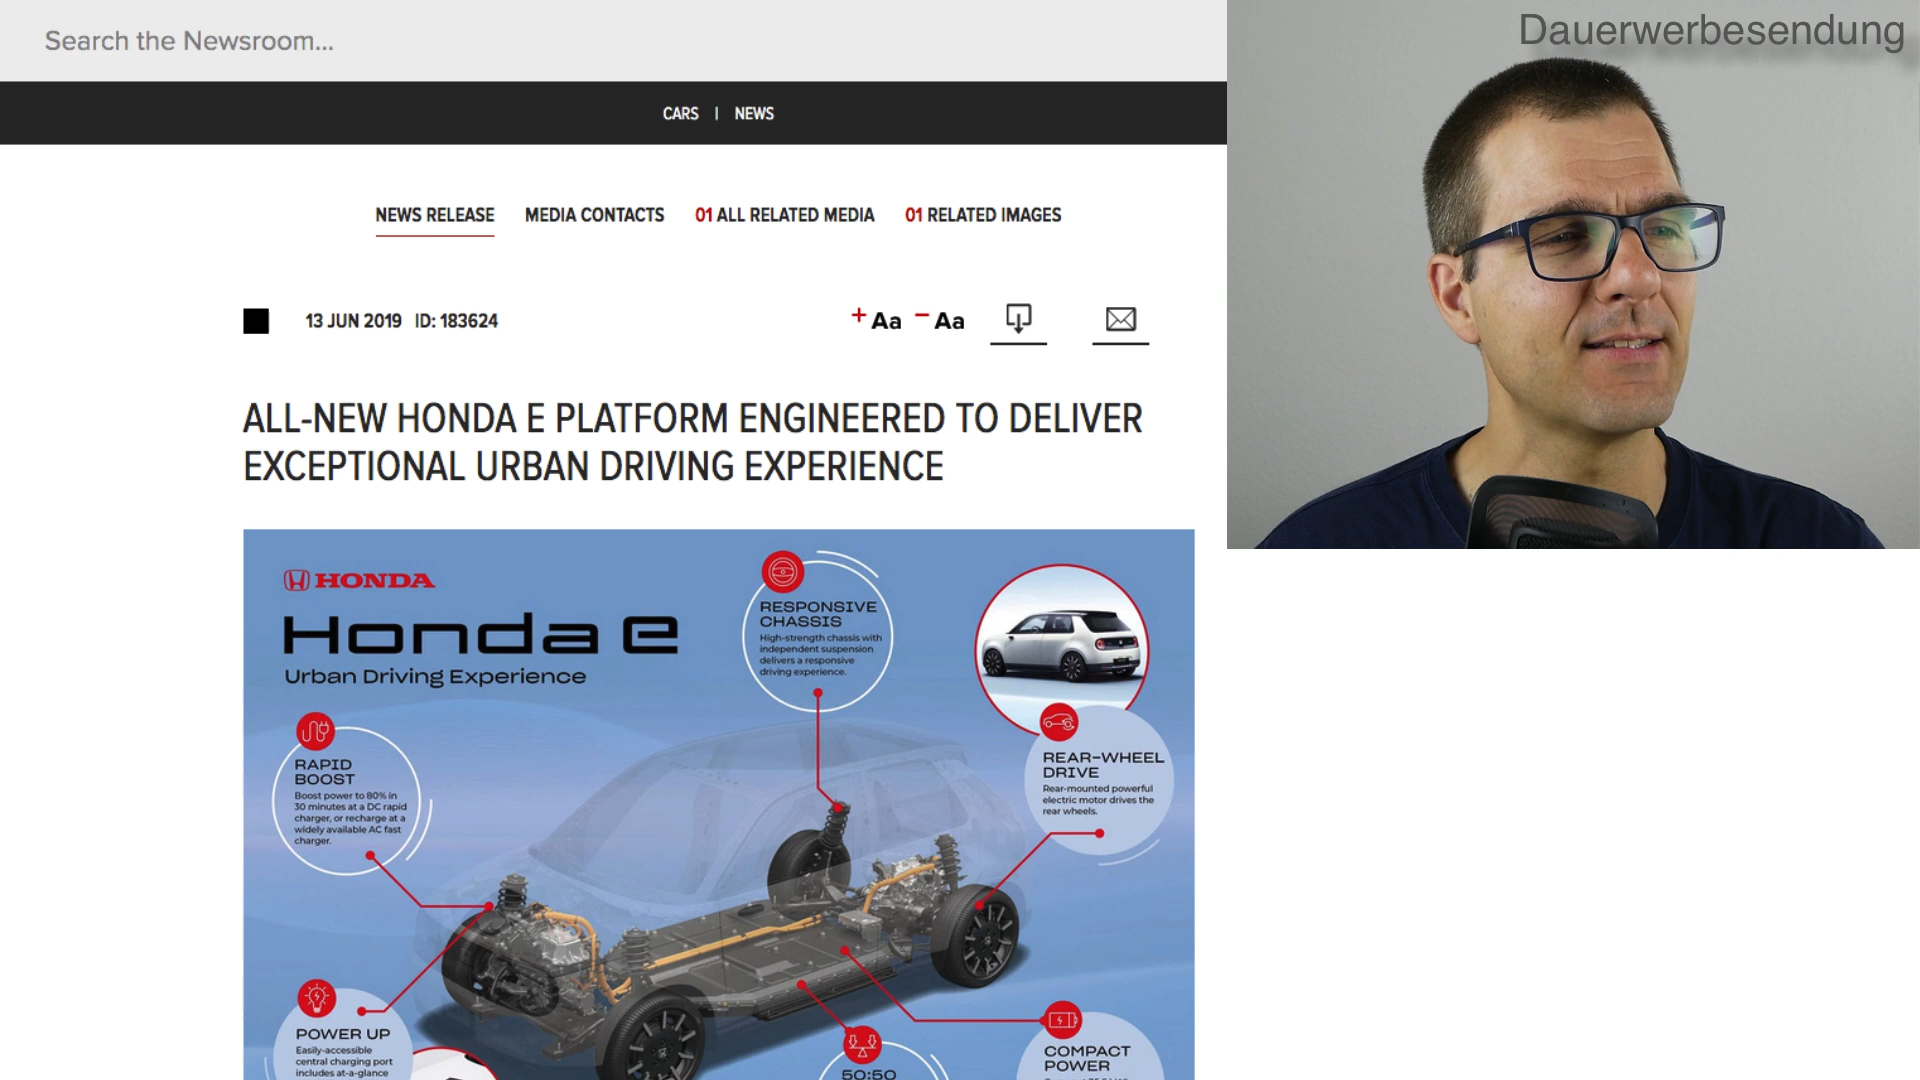 Search the Newsroom...
Dauerwerbesendung
CARS | NEWS
NEWS RELEASE MEDIA CONTACTS 01 ALL RELATED MEDIA 01 RELATED IMAGES
13 JUN 2019 ID: 183624
+ Aa − Aa
ALL-NEW HONDA E PLATFORM ENGINEERED TO DELIVER
EXCEPTIONAL URBAN DRIVING EXPERIENCE
HONDA
Honda e
Urban Driving Experience
RESPONSIVE
CHASSIS
High-strength chassis with
independent suspension
delivers a responsive
driving experience.
RAPID
BOOST
Boost power to 80% in
30 minutes at a DC rapid
charger, or recharge at a
widely available AC fast
charger.
REAR-WHEEL
DRIVE
Rear-mounted powerful
electric motor drives the
rear wheels.
POWER UP
Easily-accessible
central charging port
includes at-a-glance
50:50
COMPACT
POWER